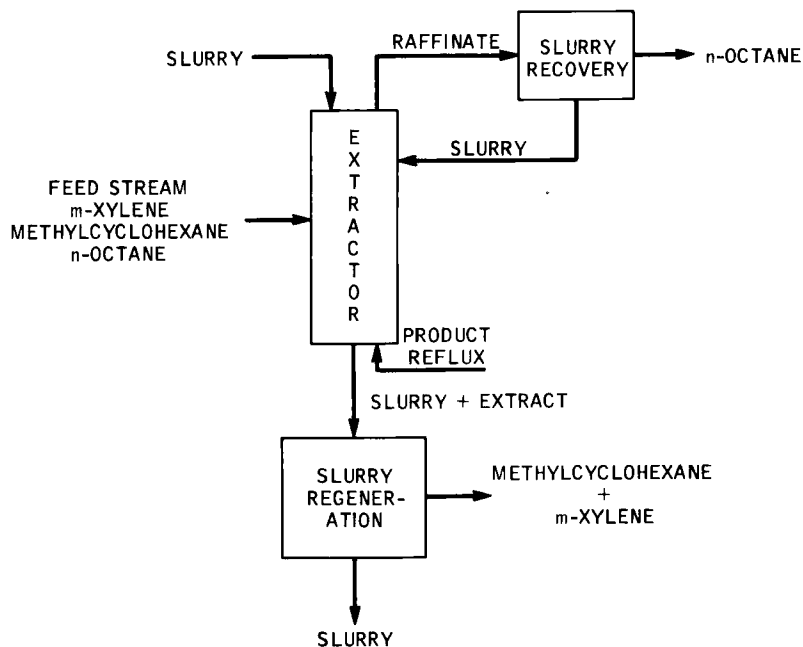 SLURRY
RAFFINATE
SLURRY
RECOVERY
n-OCTANE
EXTRACTOR
SLURRY
FEED STREAM
m-XYLENE
METHYLCYCLOHEXANE
n-OCTANE
PRODUCT
REFLUX
SLURRY + EXTRACT
SLURRY
REGENER-
ATION
METHYLCYCLOHEXANE
+
m-XYLENE
SLURRY